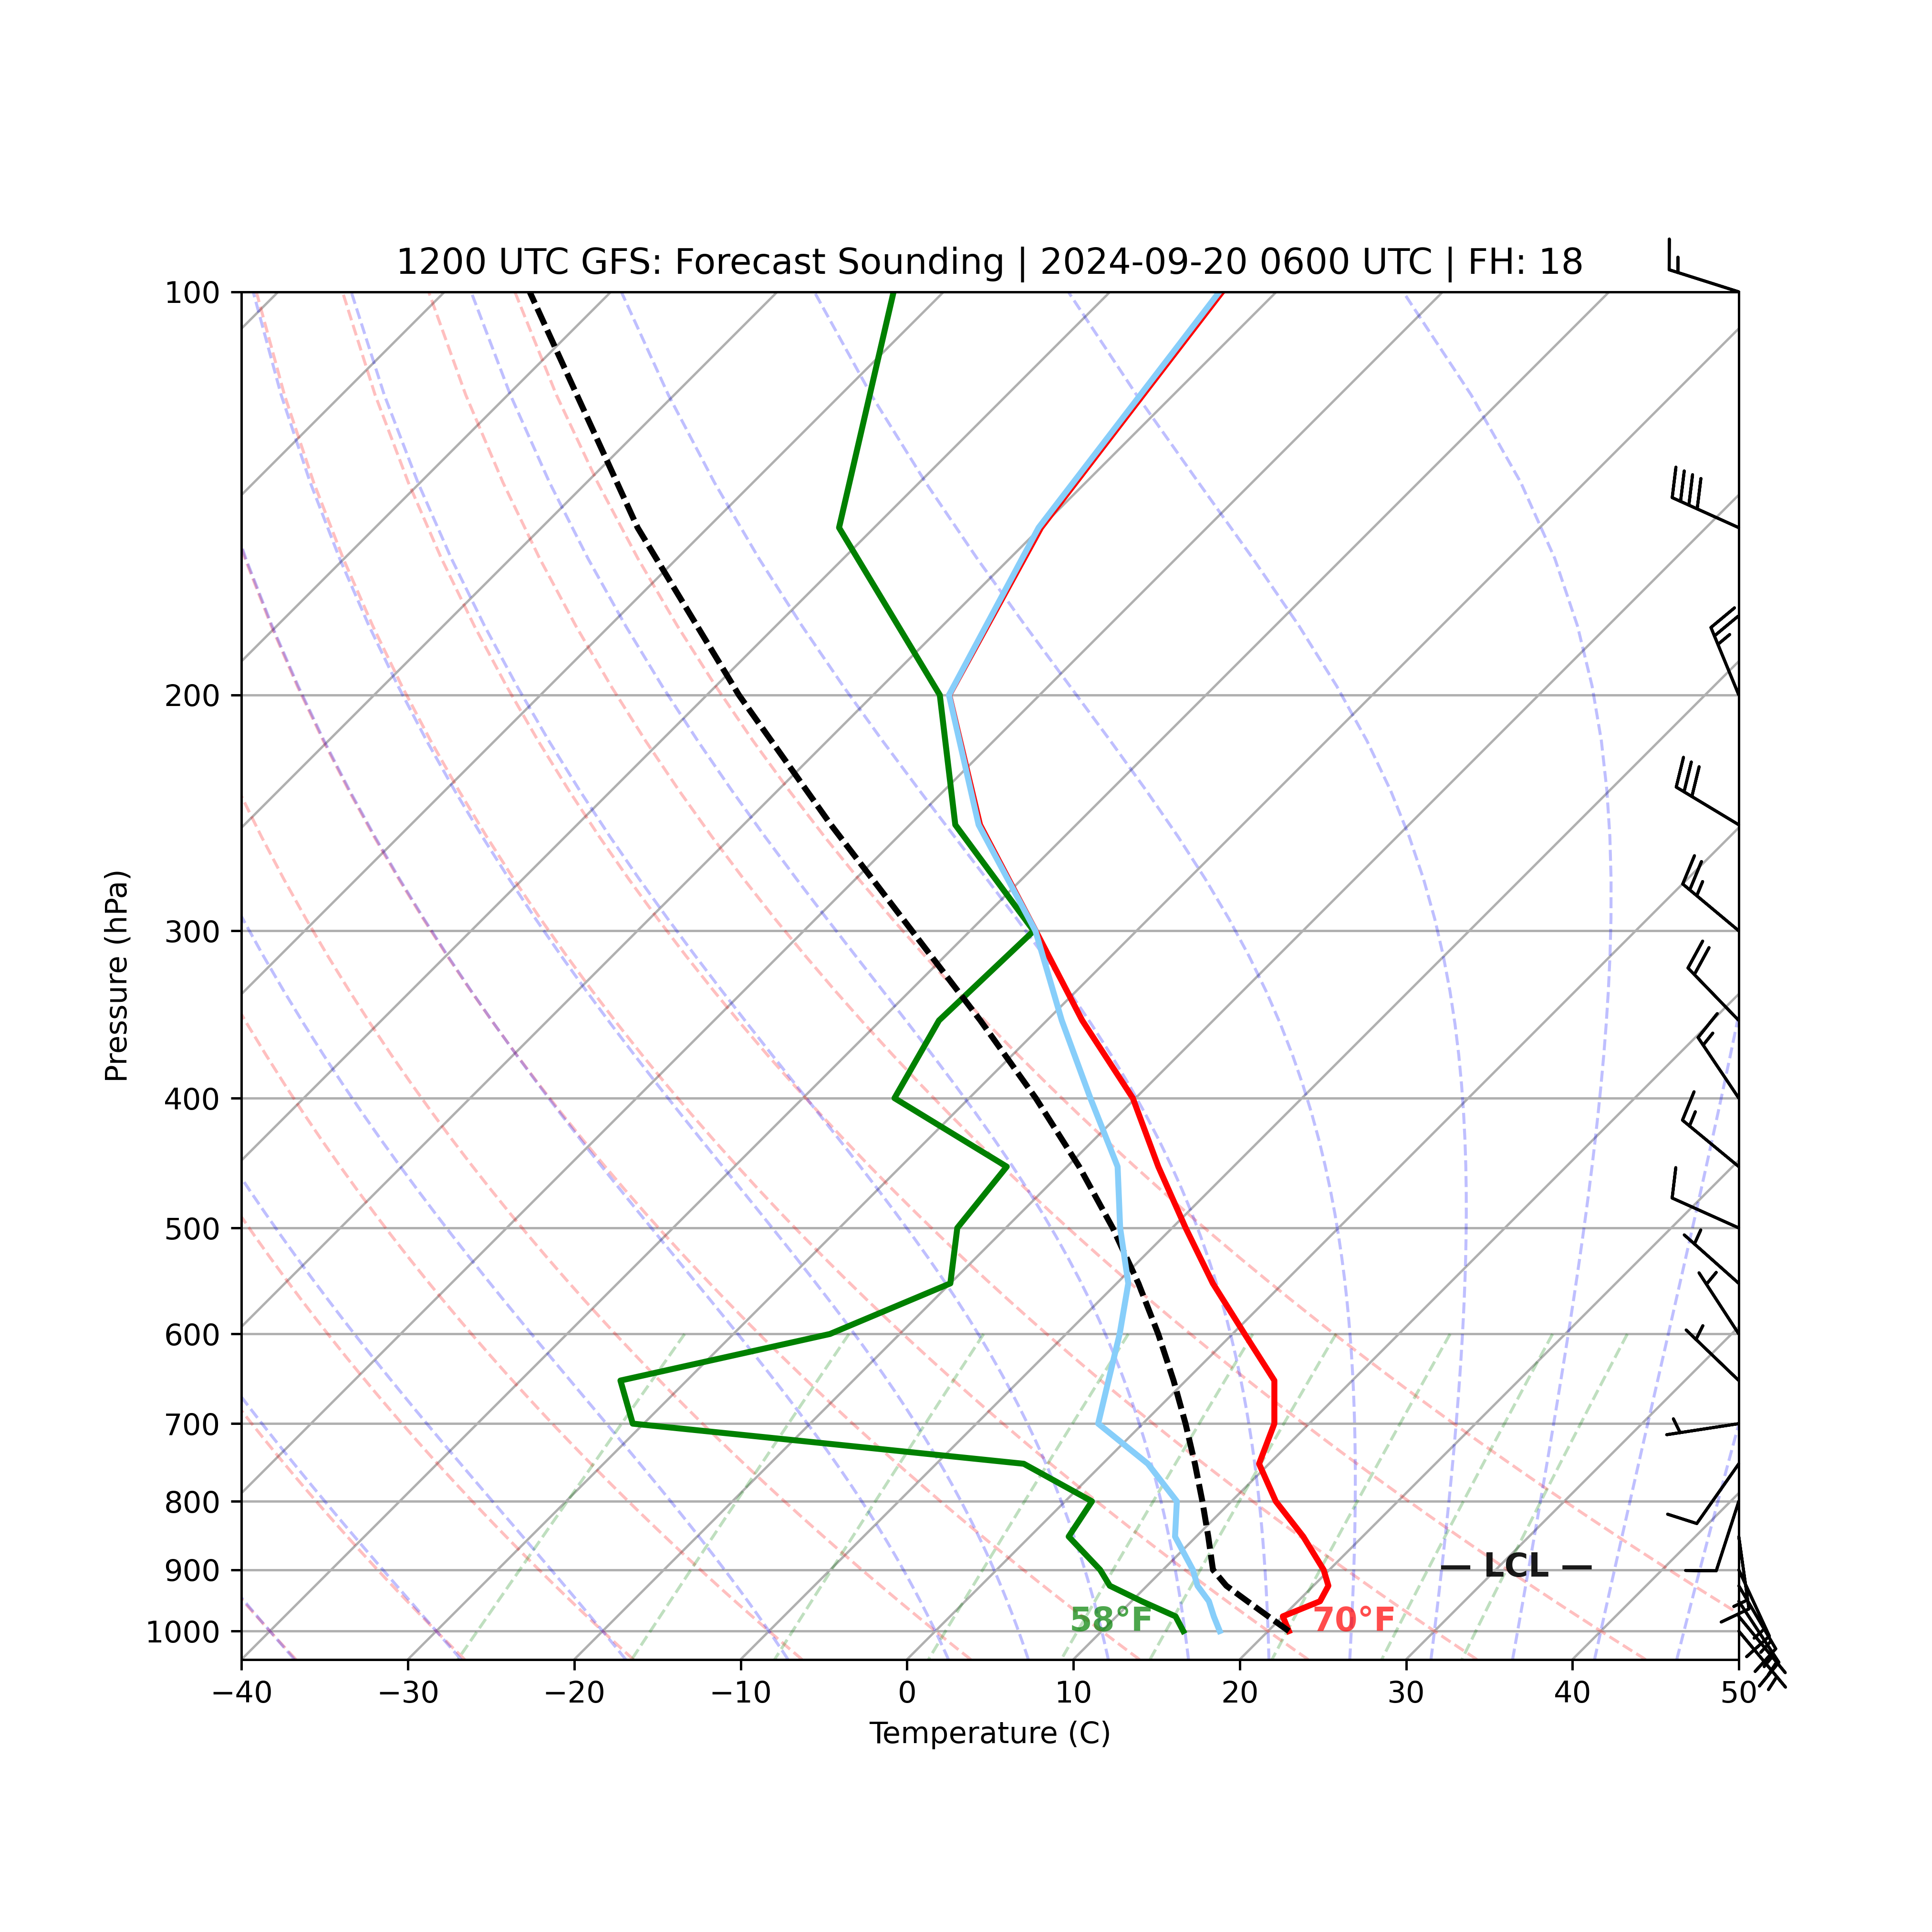 1200 UTC GFS: Forecast Sounding | 2024-09-20 0600 UTC | FH: 18
100
200
300
400
500
600
700
800
900
1000
Pressure (hPa)
— LCL —
58°F
70°F
−40 −30 −20 −10 0 10 20 30 40 50
Temperature (C)